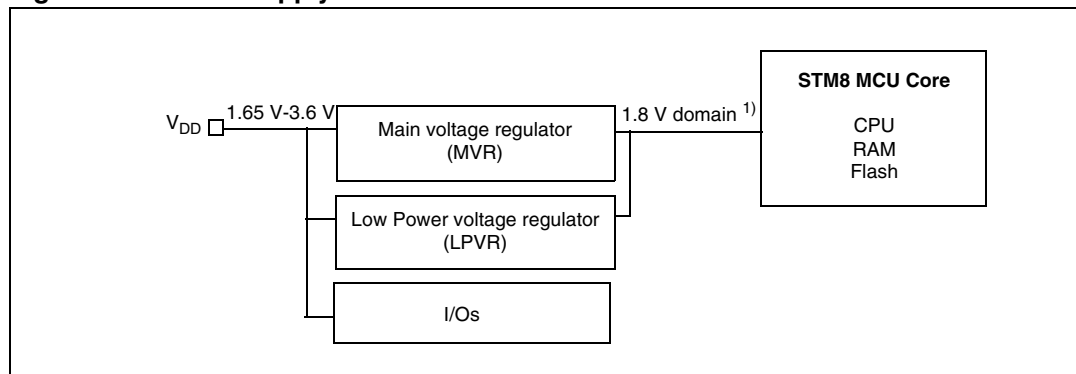 V_DD
1.65 V-3.6 V
Main voltage regulator
(MVR)
1.8 V domain 1)
STM8 MCU Core
CPU
RAM
Flash
Low Power voltage regulator
(LPVR)
I/Os